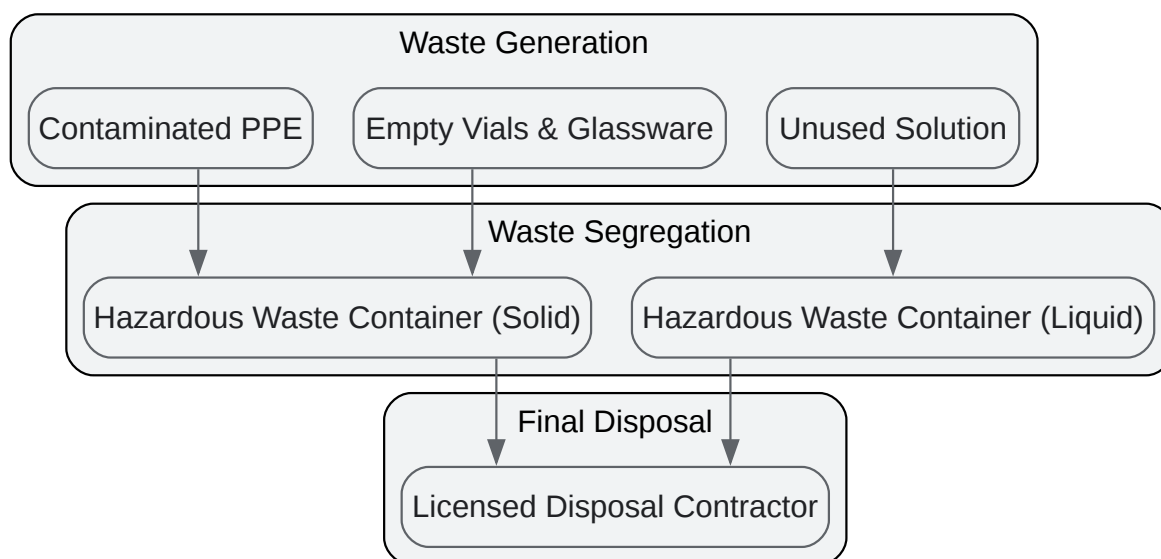 Waste Generation
Contaminated PPE
Empty Vials & Glassware
Unused Solution
Waste Segregation
Hazardous Waste Container (Solid)
Hazardous Waste Container (Liquid)
Final Disposal
Licensed Disposal Contractor